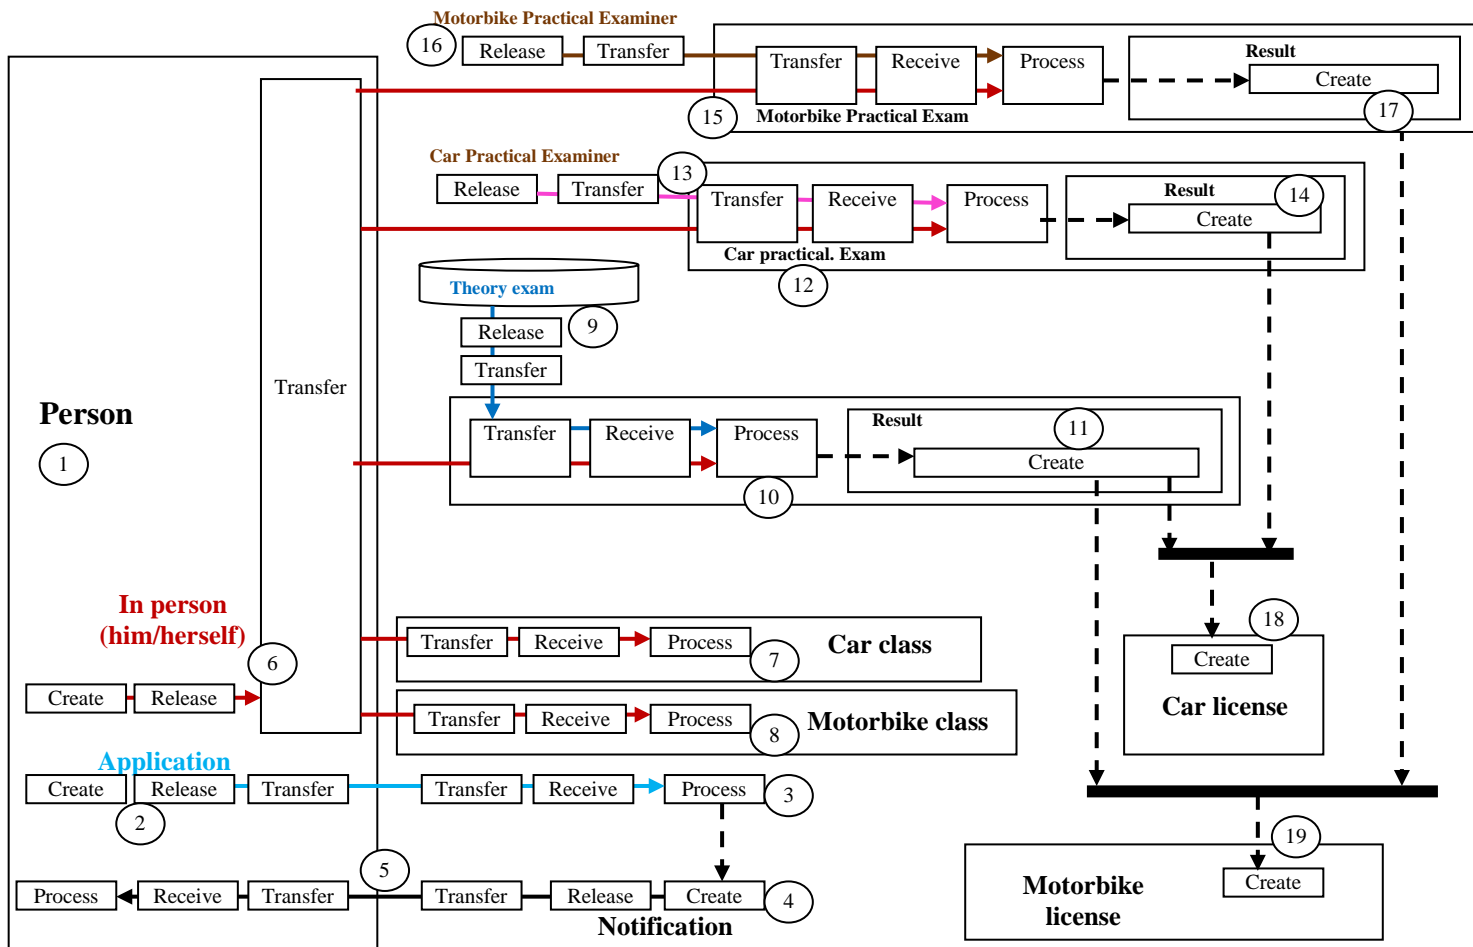 Motorbike Practical Examiner
16
Release
Transfer
Transfer
Receive
Process
Result
Create
15
Motorbike Practical Exam
17
Car Practical Examiner
13
Release
Transfer
Transfer
Receive
Process
Result
14
Create
Car practical. Exam
12
Theory exam
9
Release
Transfer
Transfer
Person
1
Transfer
Receive
Process
Result
11
Create
10
In person
(him/herself)
6
Create
Release
Transfer
Receive
Process
7
Car class
Transfer
Receive
Process
8
Motorbike class
18
Create
Car license
Application
Create
Release
Transfer
Transfer
Receive
Process
3
2
5
Process
Receive
Transfer
Transfer
Release
Create
4
Notification
19
Create
Motorbike
license